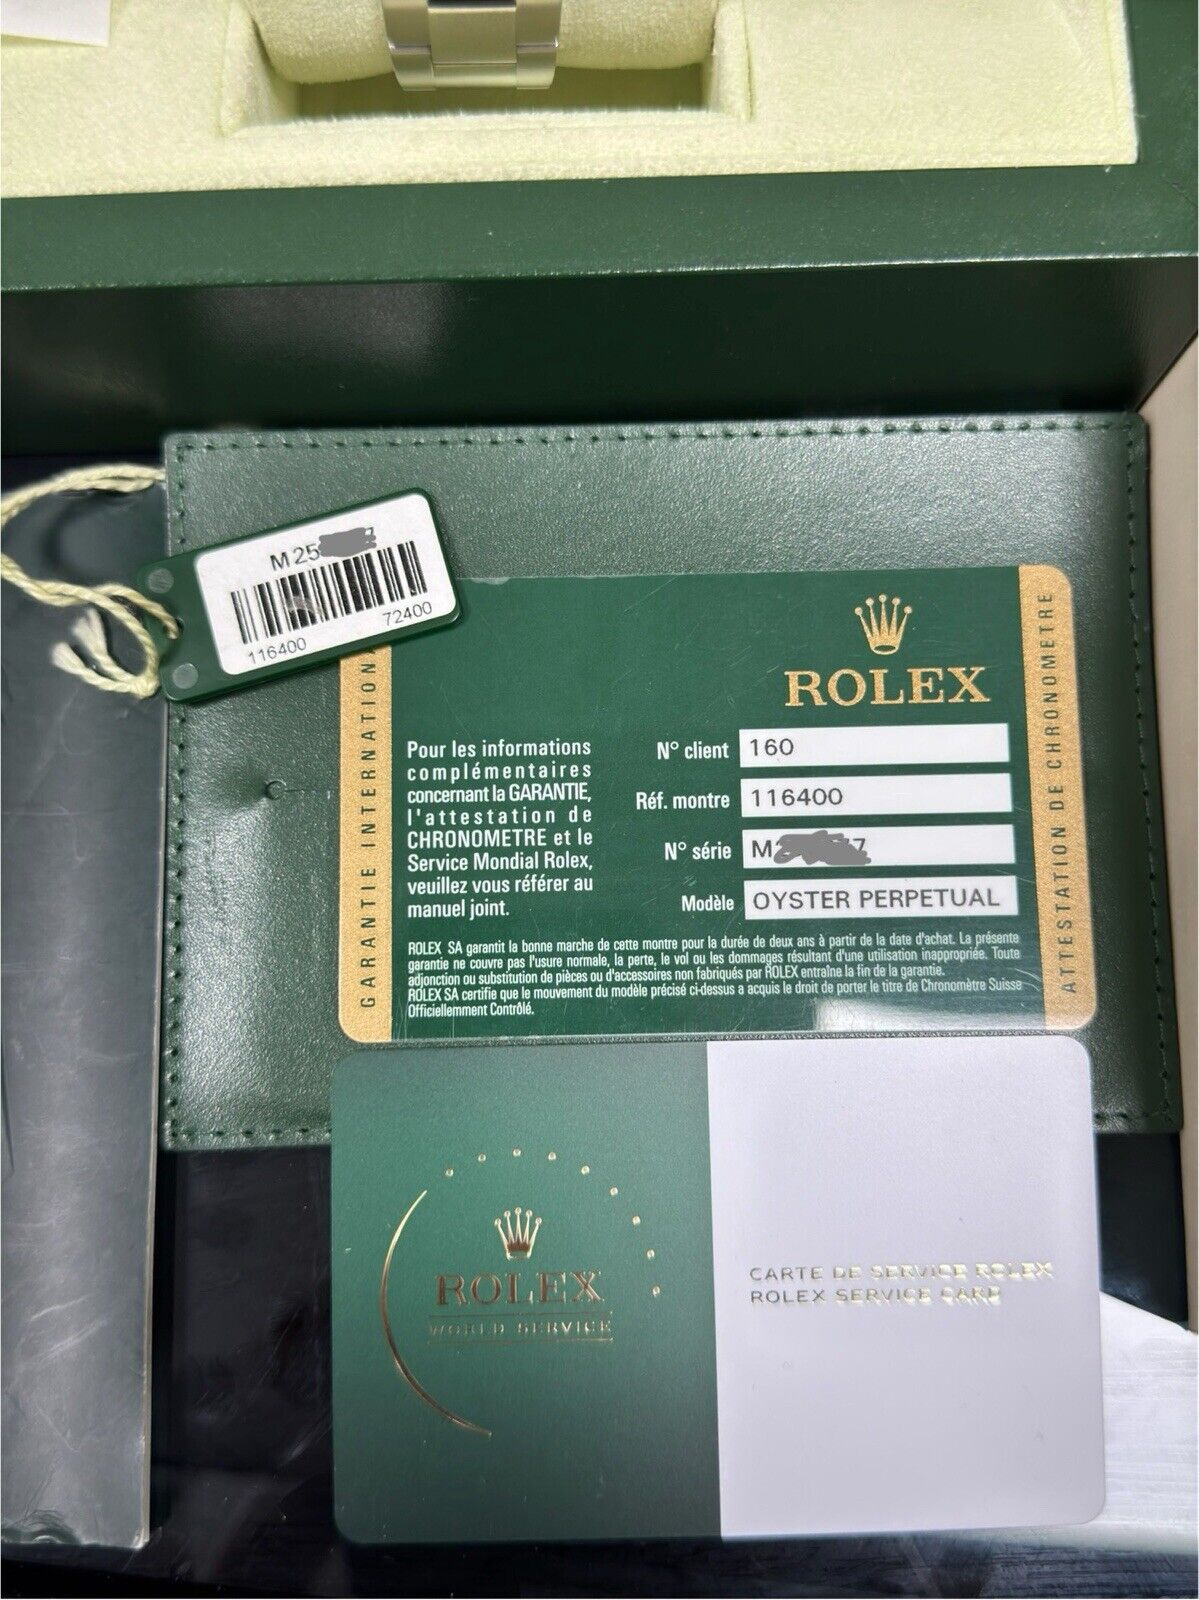 M25
7
116400
72400
GARANTIE INTERNATION
ROLEX
Pour les informations
complémentaires
concernant la GARANTIE,
l'attestation de
CHRONOMETRE et le
Service Mondial Rolex,
veuillez vous référer au
manuel joint.
N° client 160
Réf. montre 116400
N° série M 7
Modèle OYSTER PERPETUAL
ROLEX SA garantit la bonne marche de cette montre pour la durée de deux ans à partir de la date d'achat. La présente
garantie ne couvre pas l'usure normale, la perte, le vol ou les dommages résultant d'une utilisation inappropriée. Toute
adjonction ou substitution de pièces ou d'accessoires non fabriqués par ROLEX entraîne la fin de la garantie.
ROLEX SA certifie que le mouvement du modèle précisé ci-dessus a acquis le droit de porter le titre de Chronomètre Suisse
Officiellement Contrôlé.
ATTESTATION DE CHRONOMETRE
ROLEX
WORLD SERVICE
CARTE DE SERVICE ROLEX
ROLEX SERVICE CARD